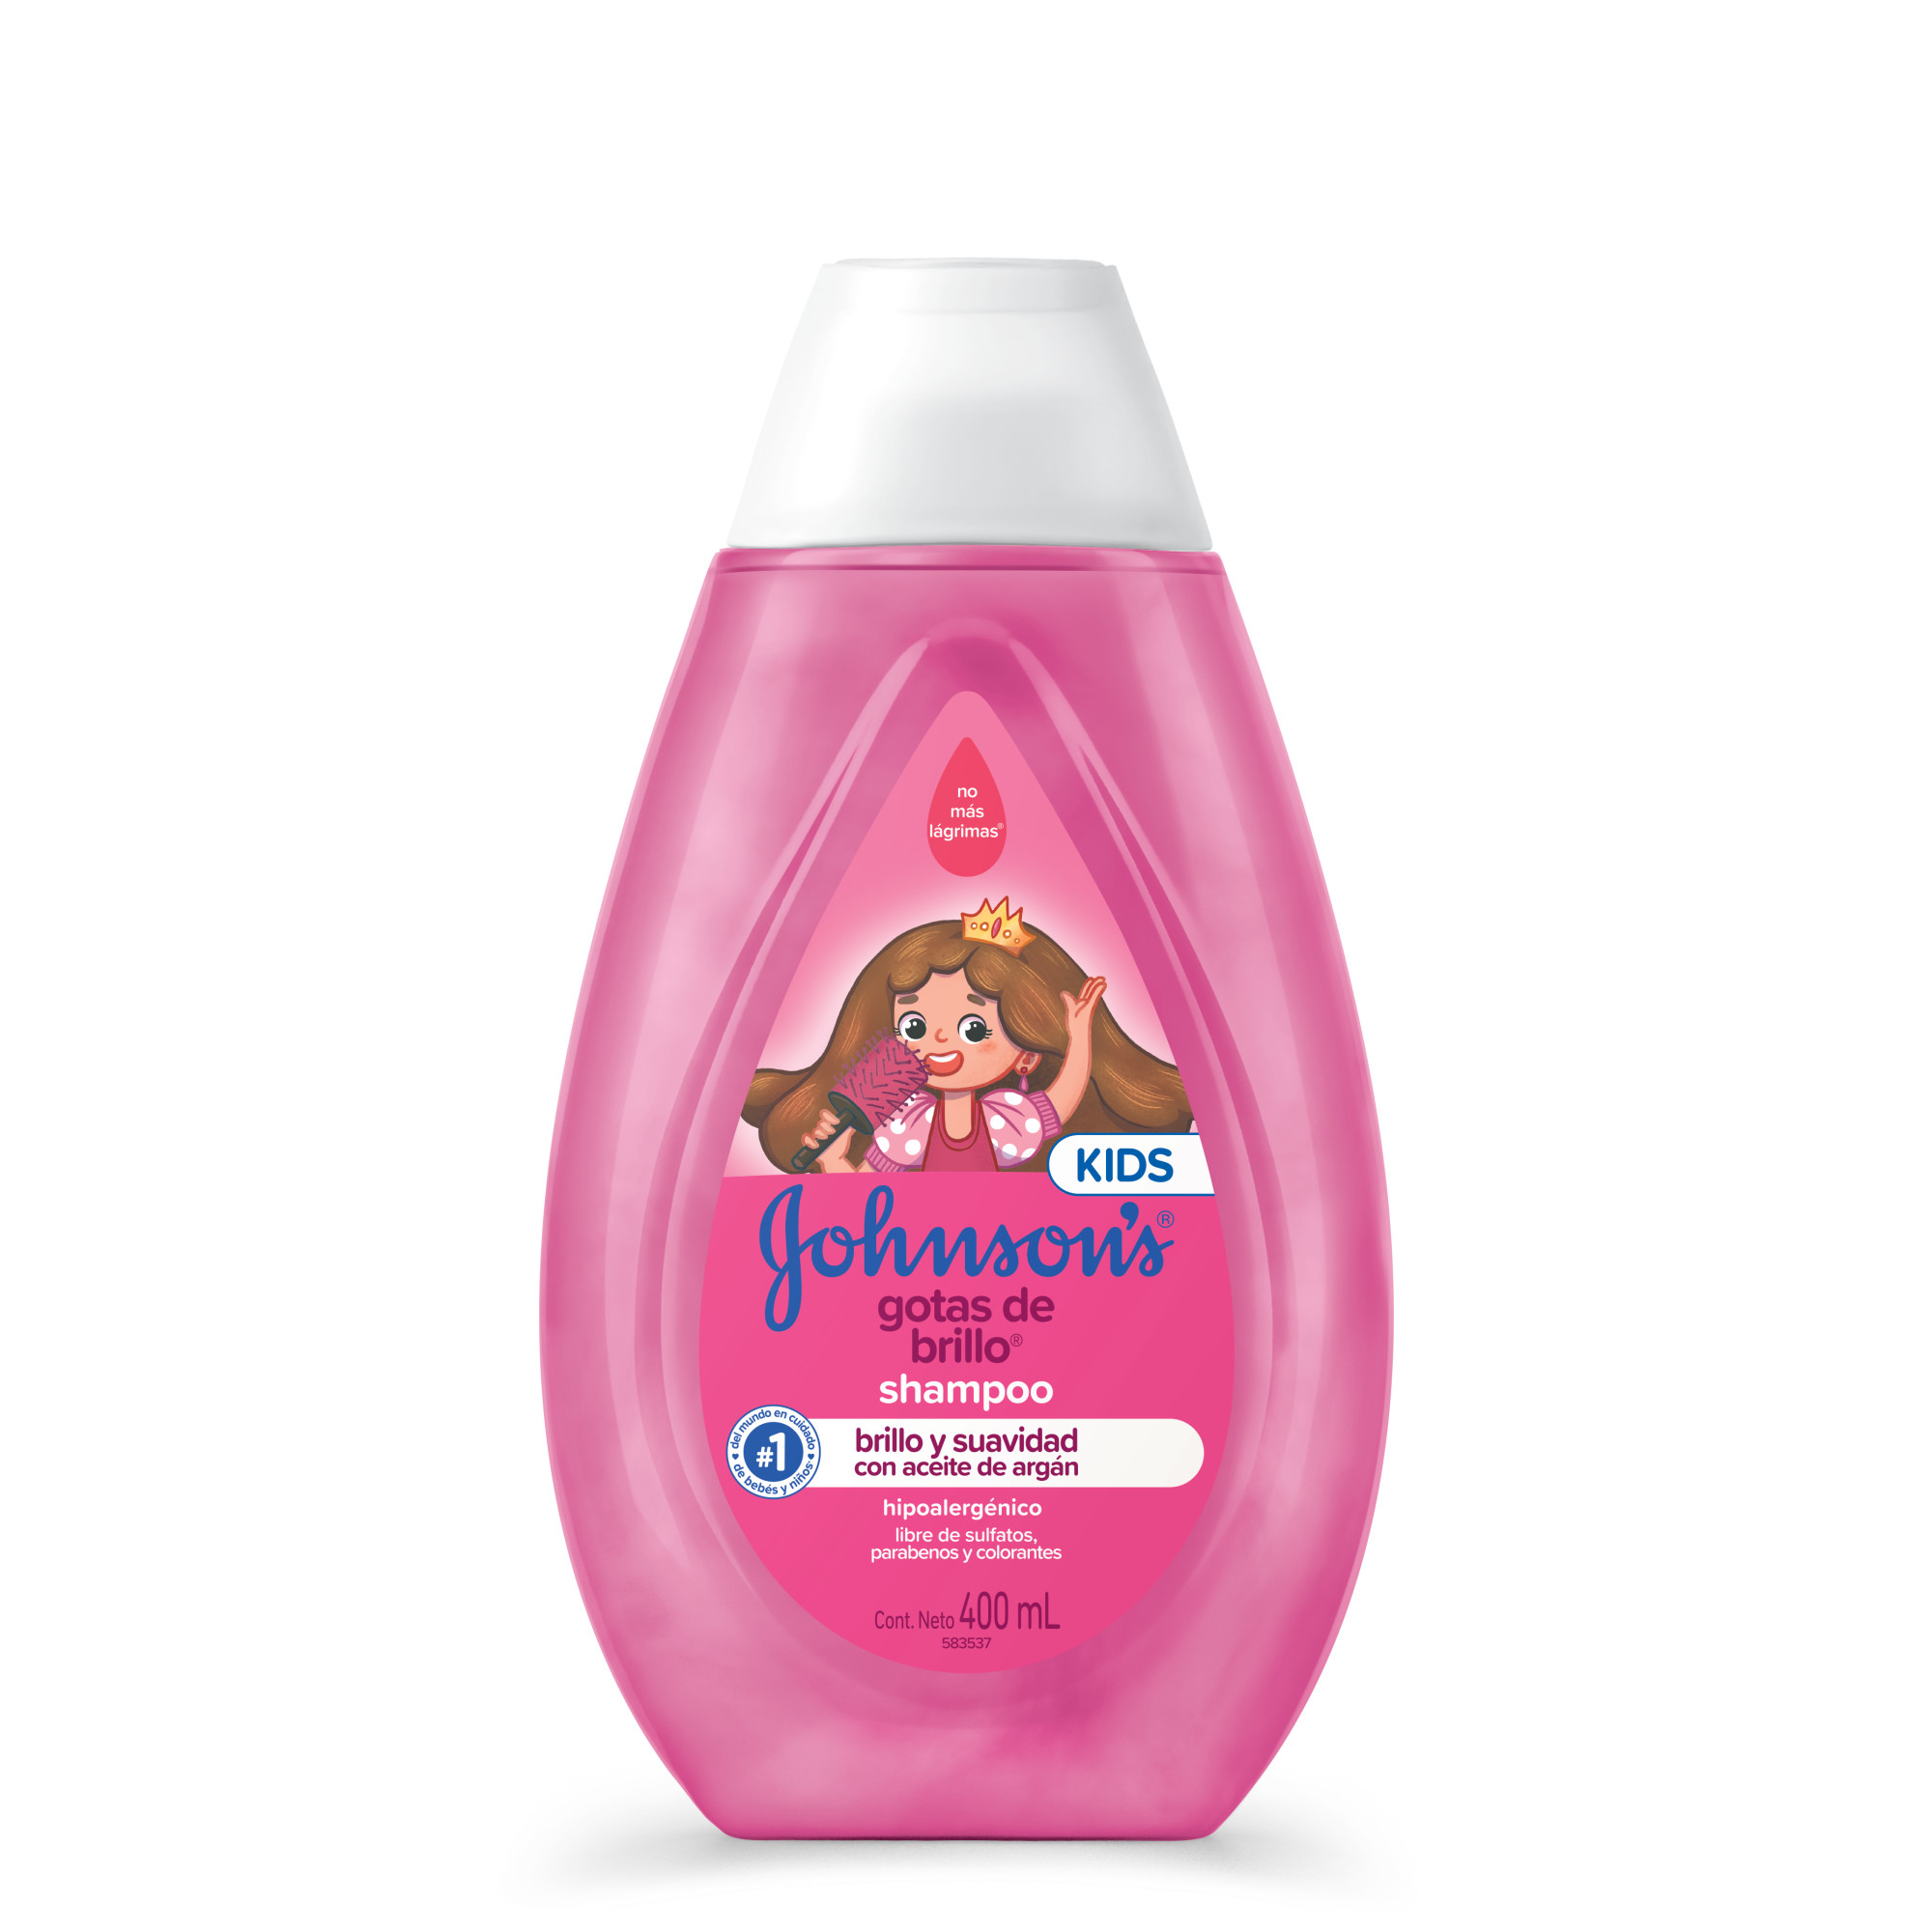 no
más
lágrimas®
KIDS
Johnson's®
gotas de
brillo®
shampoo
del mundo en cuidado
#1
de bebés y niños
brillo y suavidad
con aceite de argán
hipoalergénico
libre de sulfatos,
parabenos y colorantes
Cont. Neto 400 mL
583537